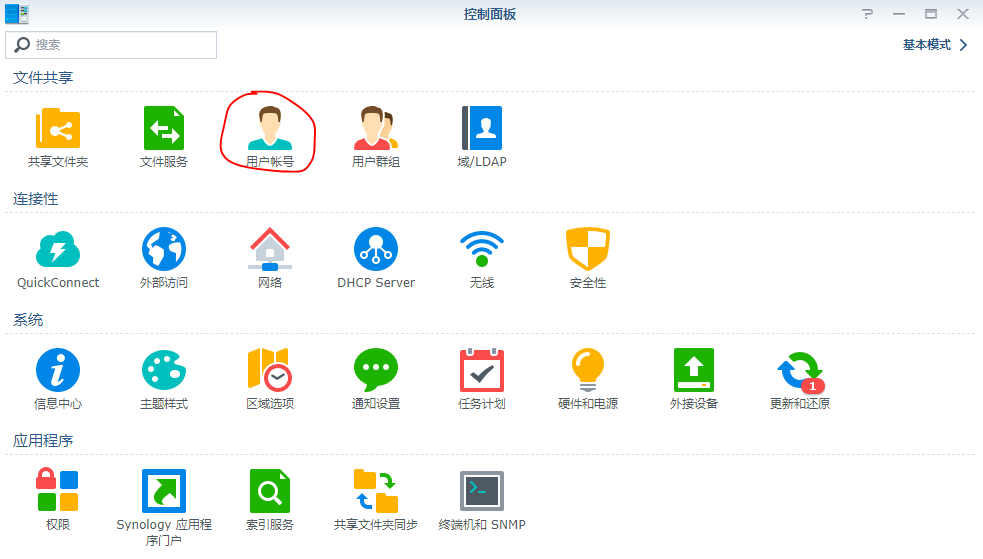 控制面板
搜索
基本模式
文件共享
共享文件夹
文件服务
用户帐号
用户群组
域/LDAP
连接性
QuickConnect
外部访问
网络
DHCP Server
无线
安全性
系统
信息中心
主题样式
区域选项
通知设置
任务计划
硬件和电源
外接设备
1
更新和还原
应用程序
权限
Synology 应用程
序门户
索引服务
共享文件夹同步
终端机和 SNMP